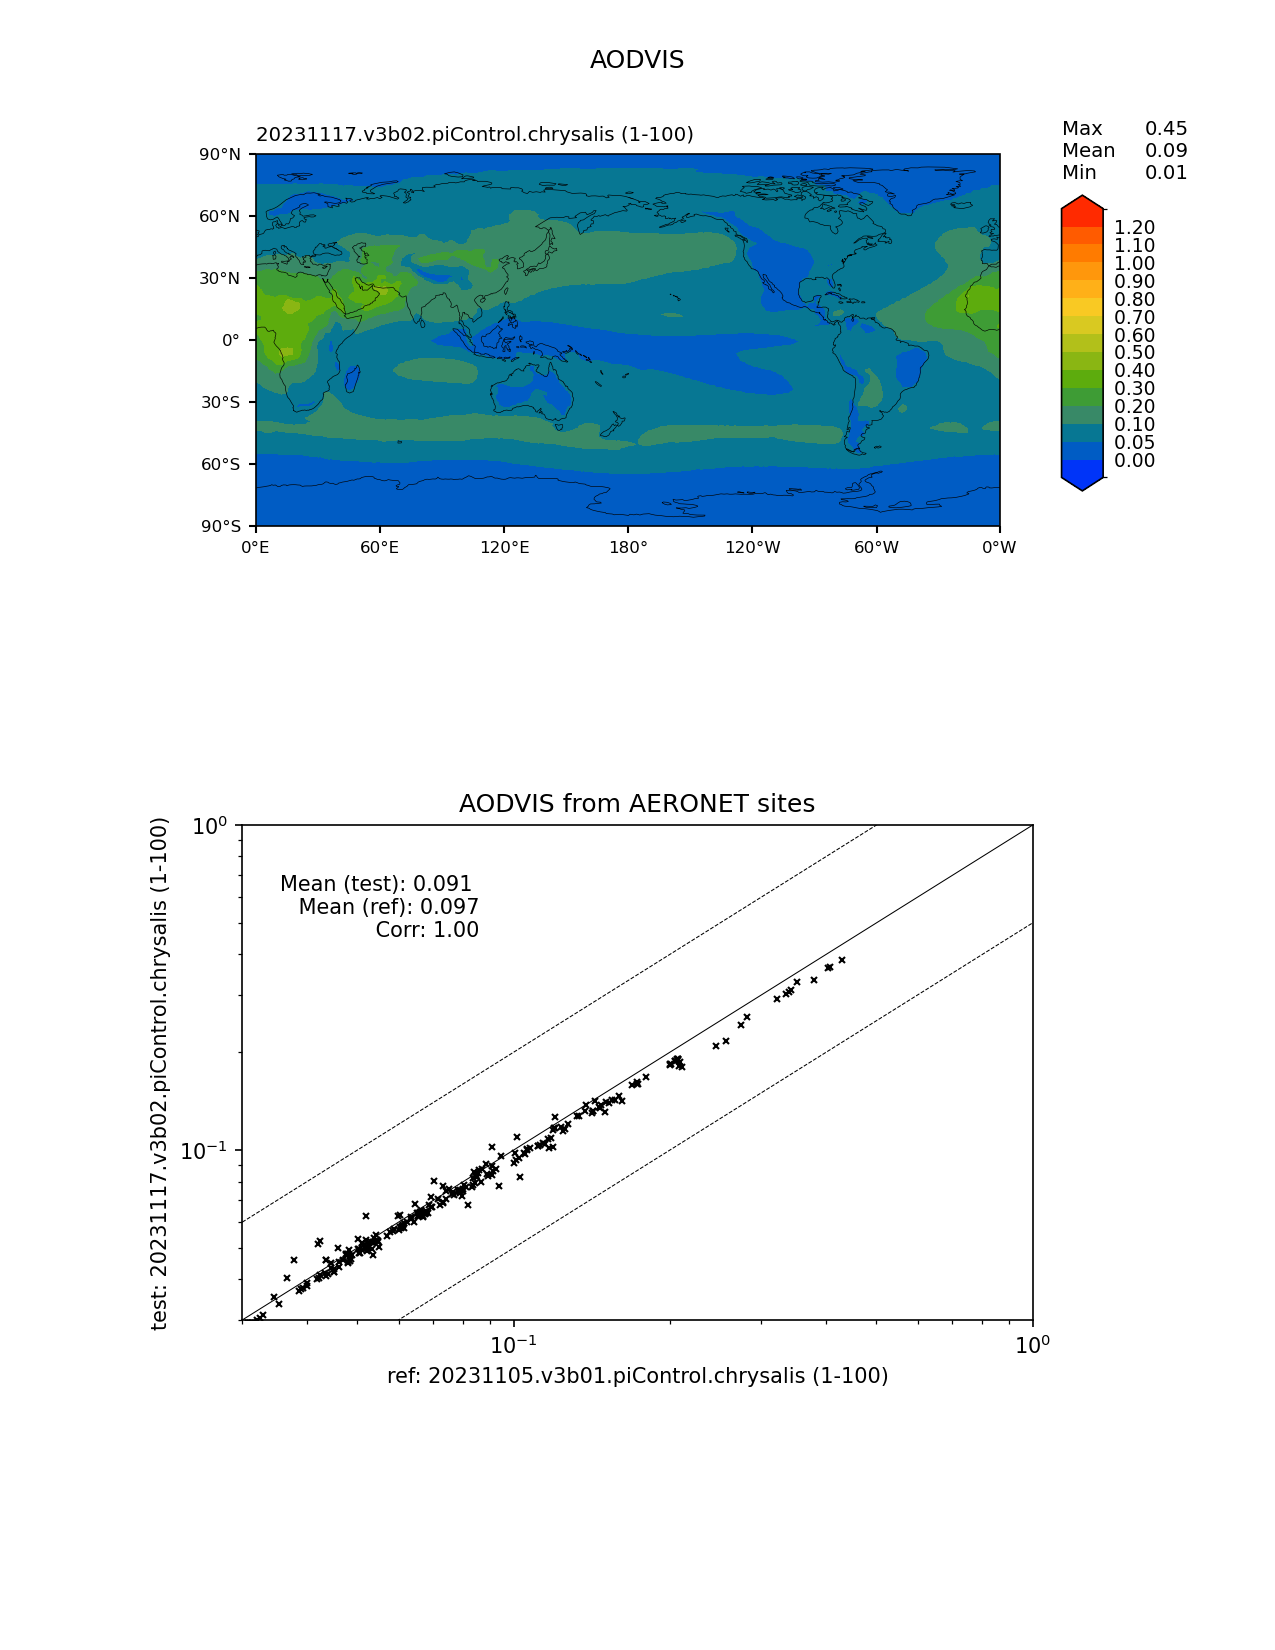 AODVIS
20231117.v3b02.piControl.chrysalis (1-100)
Max 0.45
Mean 0.09
Min 0.01
90°N
60°N
30°N
0°
30°S
60°S
90°S
0°E 60°E 120°E 180° 120°W 60°W 0°W
1.20
1.10
1.00
0.90
0.80
0.70
0.60
0.50
0.40
0.30
0.20
0.10
0.05
0.00
AODVIS from AERONET sites
Mean (test): 0.091
Mean (ref): 0.097
Corr: 1.00
test: 20231117.v3b02.piControl.chrysalis (1-100)
10⁰
10⁻¹
10⁻¹ 10⁰
ref: 20231105.v3b01.piControl.chrysalis (1-100)